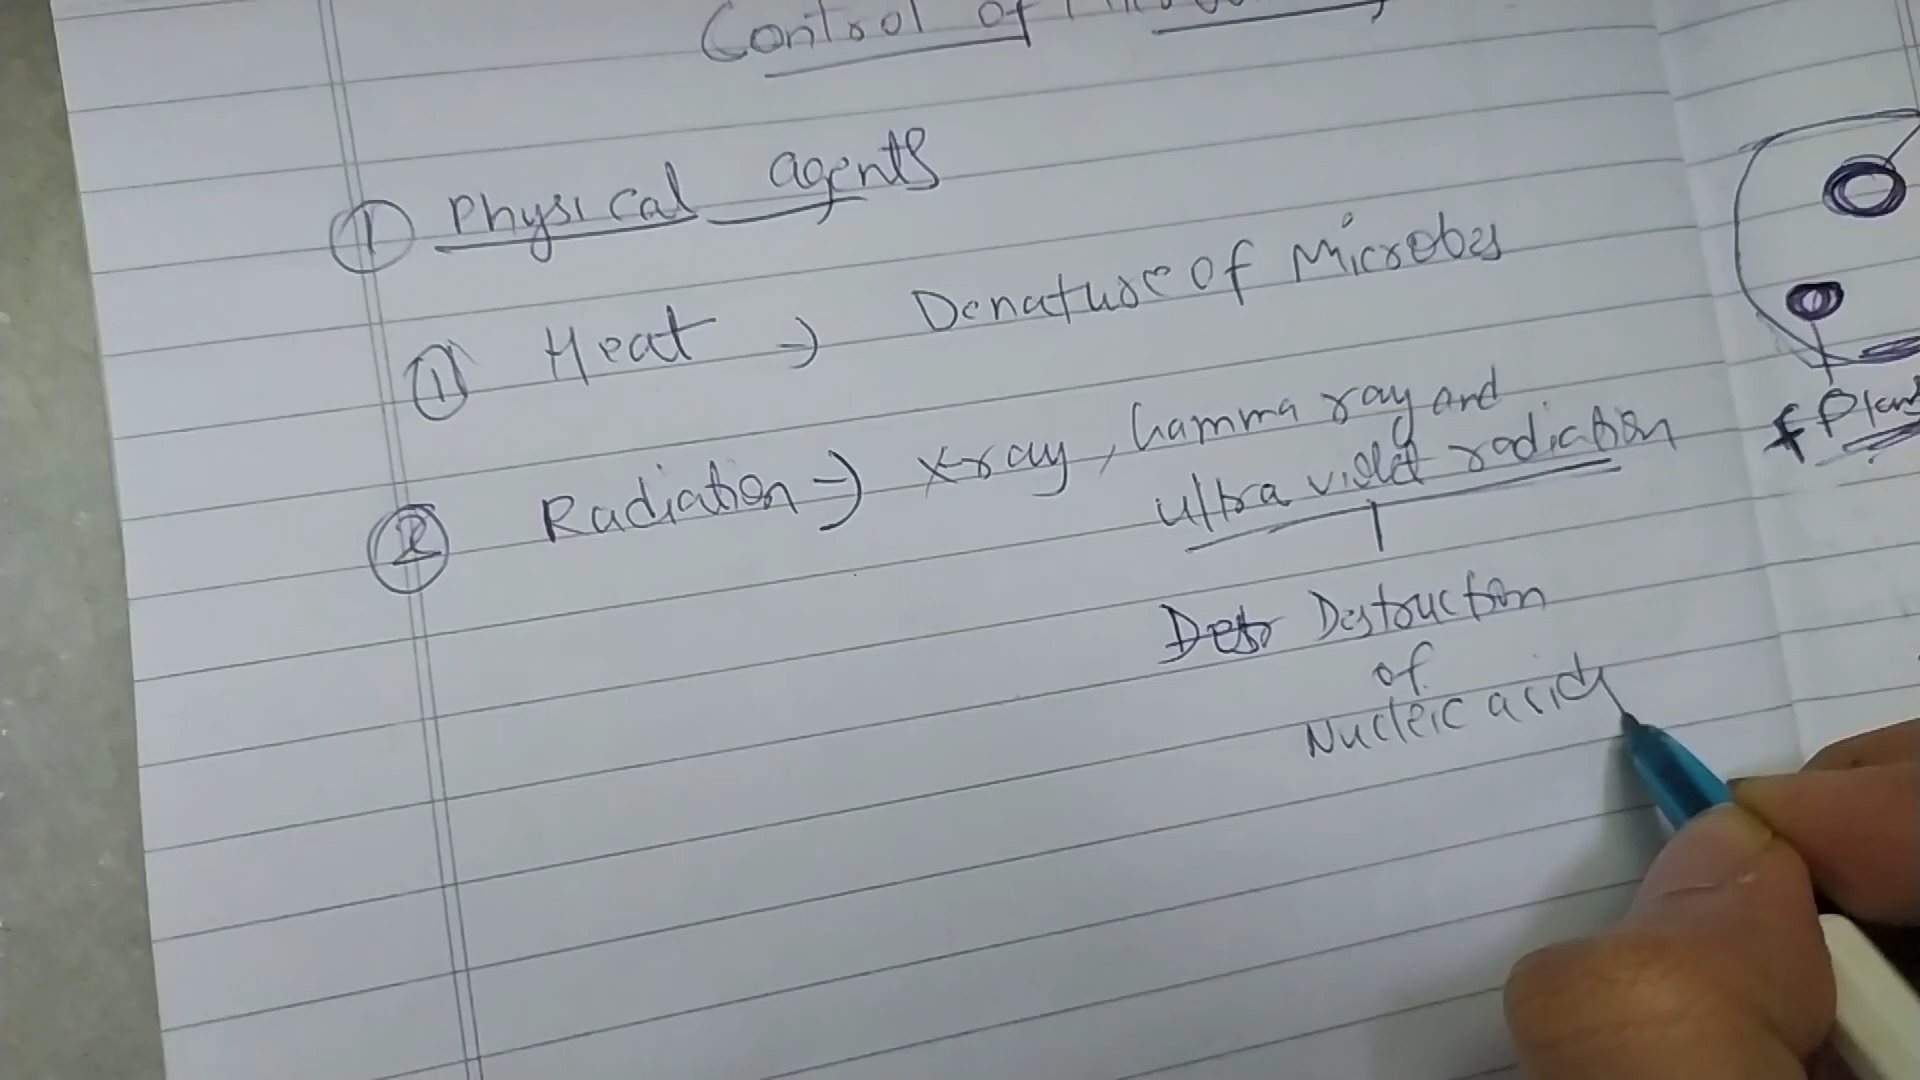 Control of
① Physical agents
① Heat → Denature of Microbes
② Radiation → X-ray, Gamma ray and
Ultra violet radiation
Destruction
of
Nucleic acids